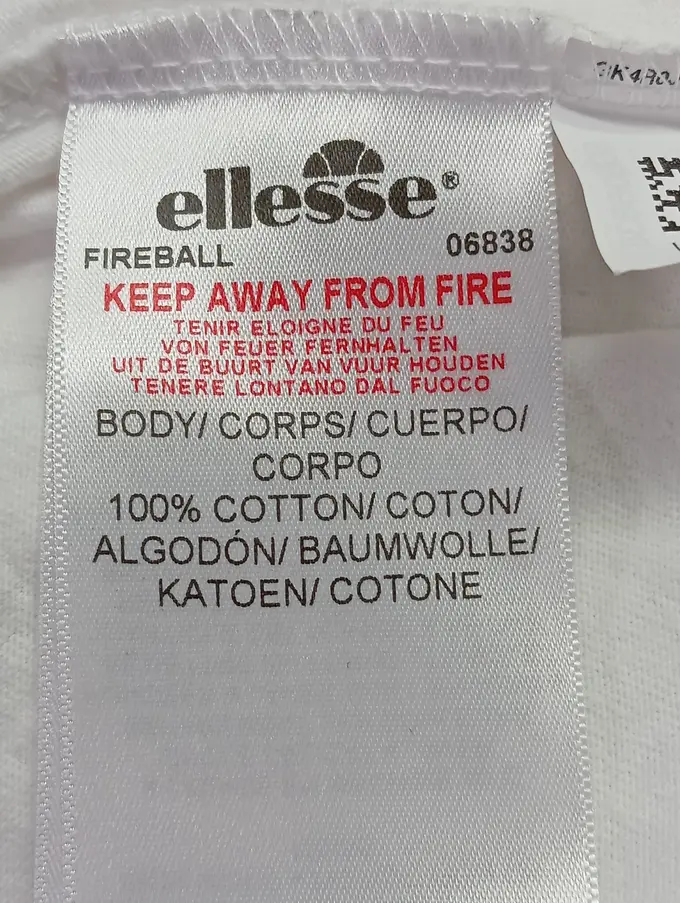 ellesse®
FIREBALL 06838
KEEP AWAY FROM FIRE
TENIR ELOIGNE DU FEU
VON FEUER FERNHALTEN
UIT DE BUURT VAN VUUR HOUDEN
TENERE LONTANO DAL FUOCO
BODY/ CORPS/ CUERPO/
CORPO
100% COTTON/ COTON/
ALGODÓN/ BAUMWOLLE/
KATOEN/ COTONE